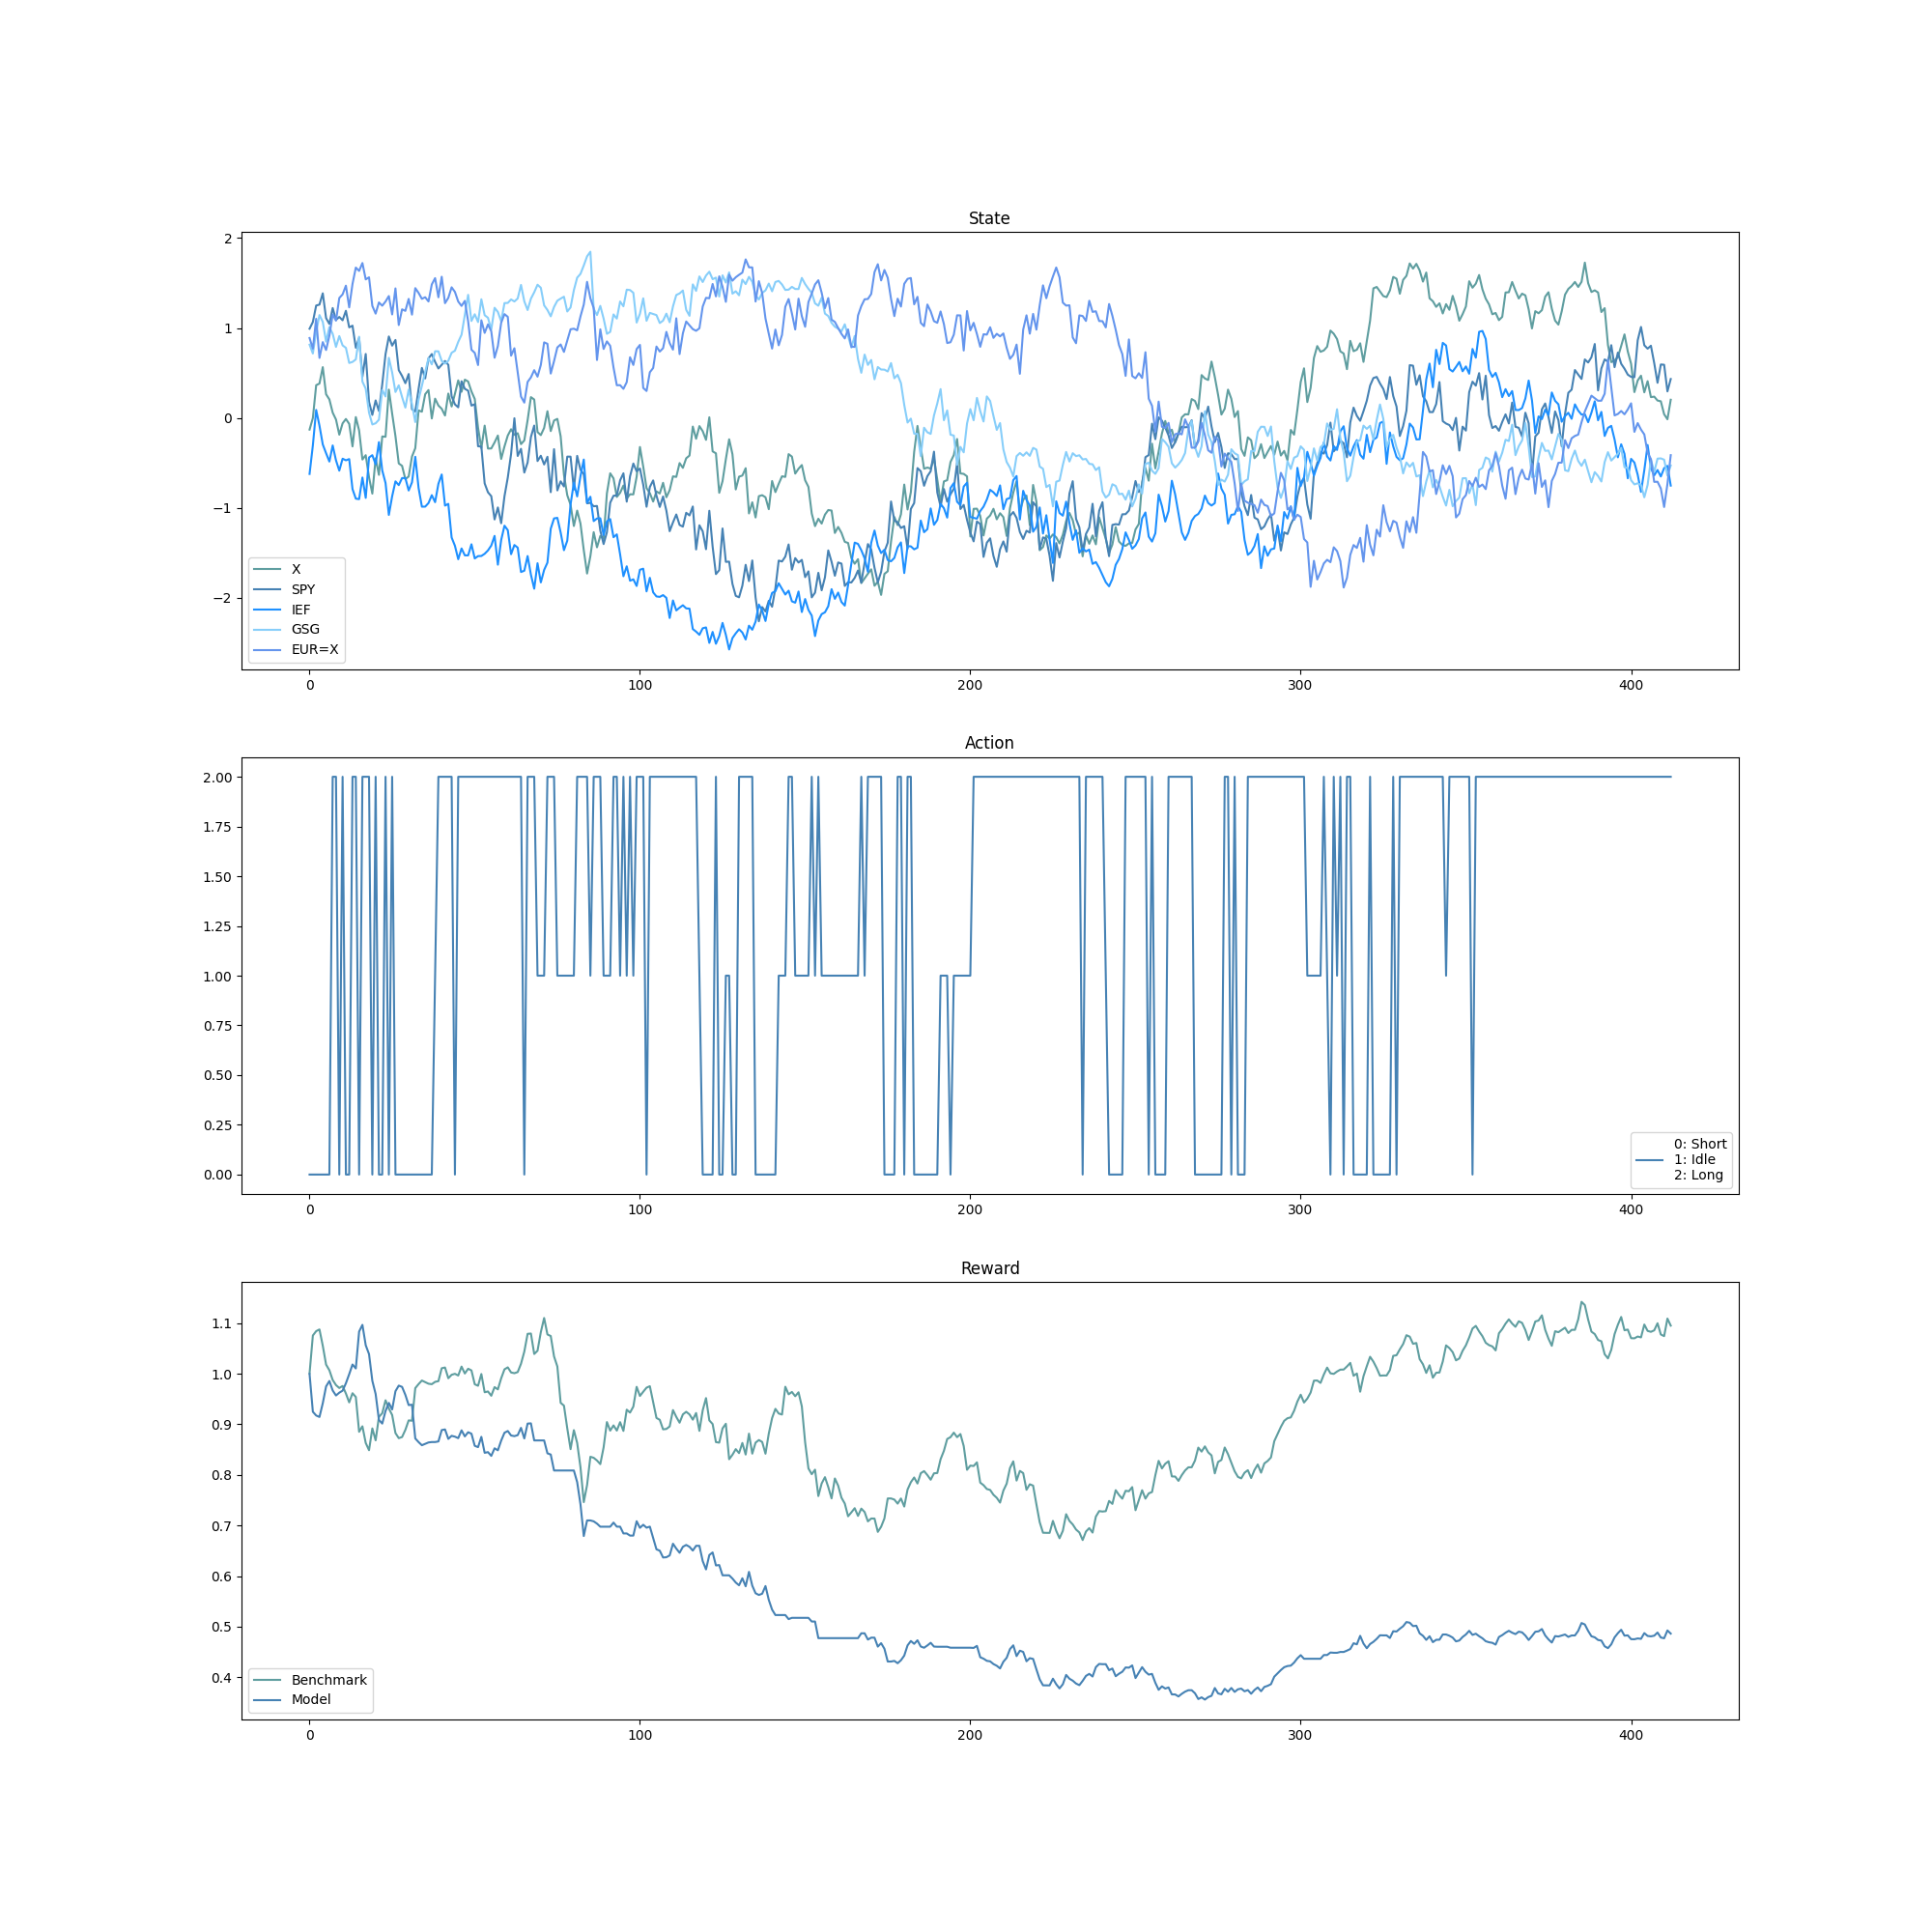 State
2
1
0
−1
−2
X
SPY
IEF
GSG
EUR=X
0 100 200 300 400
Action
2.00
1.75
1.50
1.25
1.00
0.75
0.50
0.25
0.00
0: Short
1: Idle
2: Long
0 100 200 300 400
Reward
1.1
1.0
0.9
0.8
0.7
0.6
0.5
0.4
Benchmark
Model
0 100 200 300 400